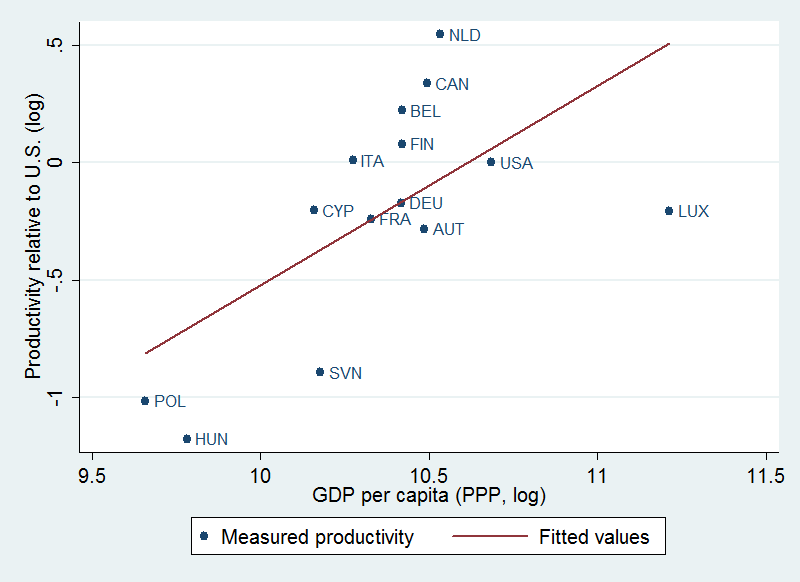 Productivity relative to U.S. (log)
.5
0
-.5
-1
NLD
CAN
BEL
FIN
ITA
USA
DEU
CYP
FRA
LUX
AUT
SVN
POL
HUN
9.5 10 10.5 11 11.5
GDP per capita (PPP, log)
Measured productivity Fitted values